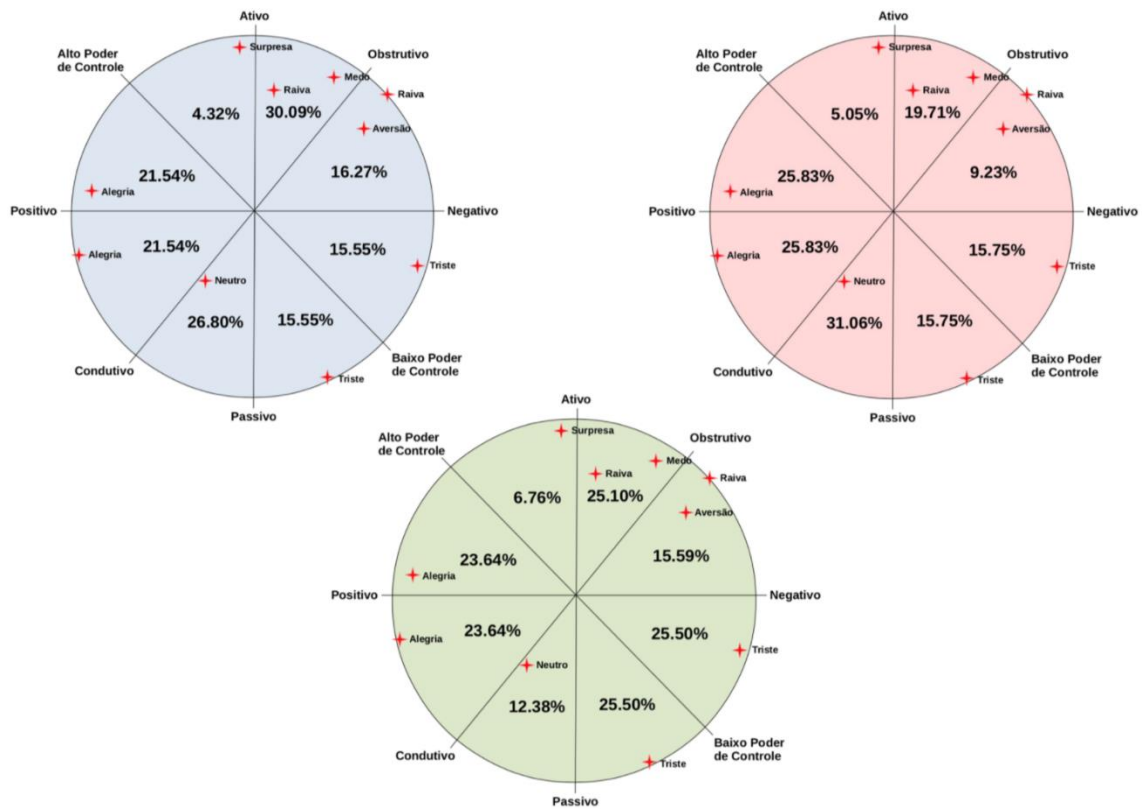 Ativo
Surpresa
Obstrutivo
Alto Poder
de Controle
Medo
Raiva
Raiva
4.32%
30.09%
Aversão
21.54%
16.27%
Alegria
Positivo
Negativo
21.54%
15.55%
Alegria
Triste
Neutro
26.80%
15.55%
Baixo Poder
de Controle
Condutivo
Triste
Passivo
Ativo
Surpresa
Obstrutivo
Alto Poder
de Controle
Medo
Raiva
Raiva
5.05%
19.71%
Aversão
25.83%
9.23%
Alegria
Positivo
Negativo
25.83%
15.75%
Alegria
Triste
Neutro
31.06%
15.75%
Baixo Poder
de Controle
Condutivo
Triste
Passivo
Ativo
Surpresa
Obstrutivo
Alto Poder
de Controle
Medo
Raiva
Raiva
6.76%
25.10%
Aversão
23.64%
15.59%
Alegria
Positivo
Negativo
23.64%
25.50%
Alegria
Triste
Neutro
12.38%
25.50%
Baixo Poder
de Controle
Condutivo
Triste
Passivo